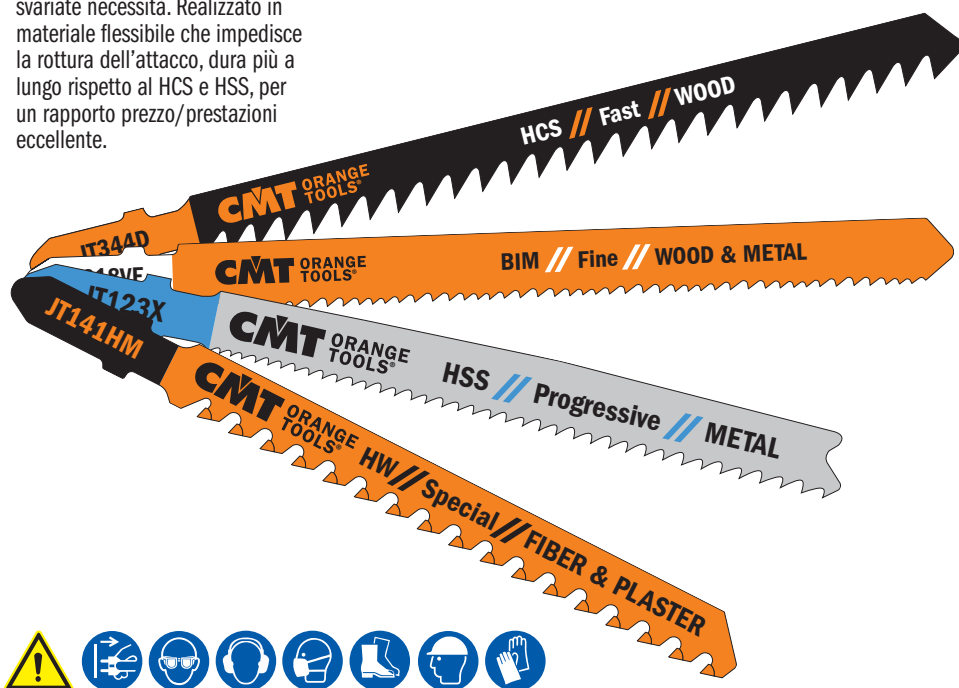 svariate necessità. Realizzato in
materiale flessibile che impedisce
la rottura dell'attacco, dura più a
lungo rispetto al HCS e HSS, per
un rapporto prezzo/prestazioni
eccellente.
HCS // Fast // WOOD
CMT ORANGE
TOOLS®
JT344D
BIM // Fine // WOOD & METAL
CMT ORANGE
TOOLS®
JT123X
CMT ORANGE
TOOLS®
HSS // Progressive // METAL
JT141HM
CMT ORANGE
TOOLS®
HW // Special // FIBER & PLASTER